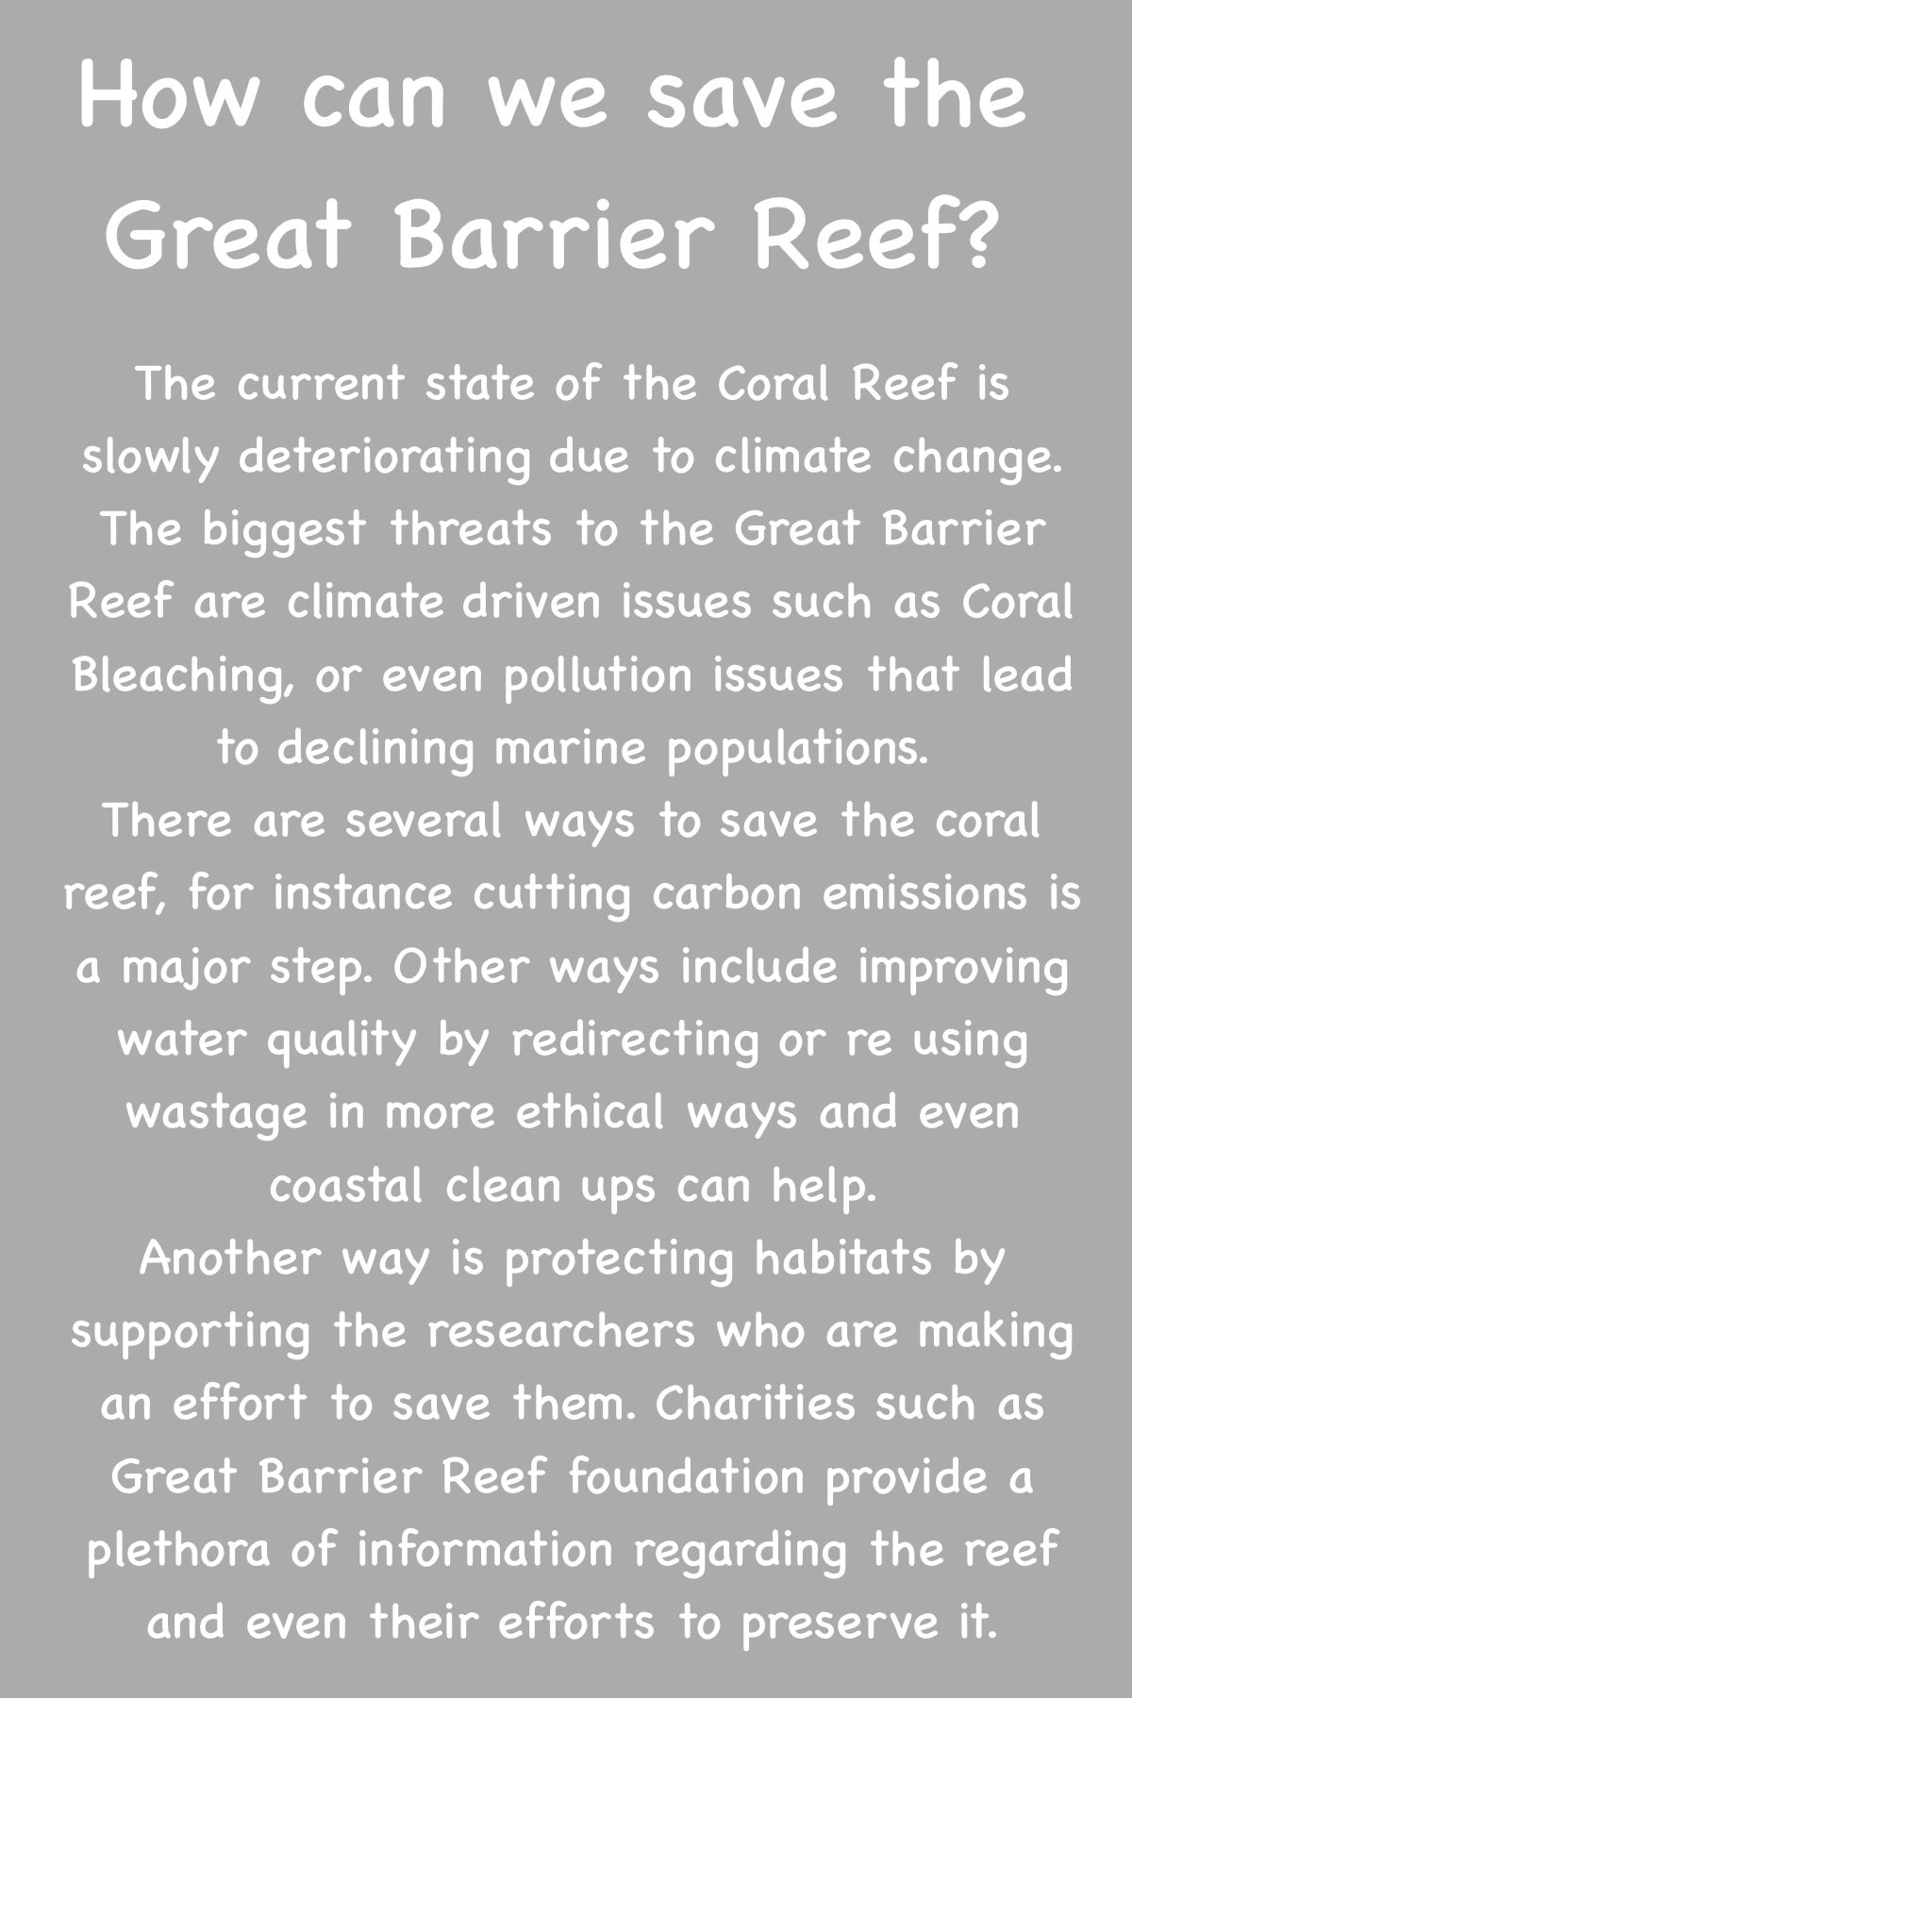 How can we save the
Great Barrier Reef?
The current state of the Coral Reef is
slowly deteriorating due to climate change.
The biggest threats to the Great Barrier
Reef are climate driven issues such as Coral
Bleaching, or even pollution issues that lead
to declining marine populations.
There are several ways to save the coral
reef, for instance cutting carbon emissions is
a major step. Other ways include improving
water quality by redirecting or re using
wastage in more ethical ways and even
coastal clean ups can help.
Another way is protecting habitats by
supporting the researchers who are making
an effort to save them. Charities such as
Great Barrier Reef foundation provide a
plethora of information regarding the reef
and even their efforts to preserve it.